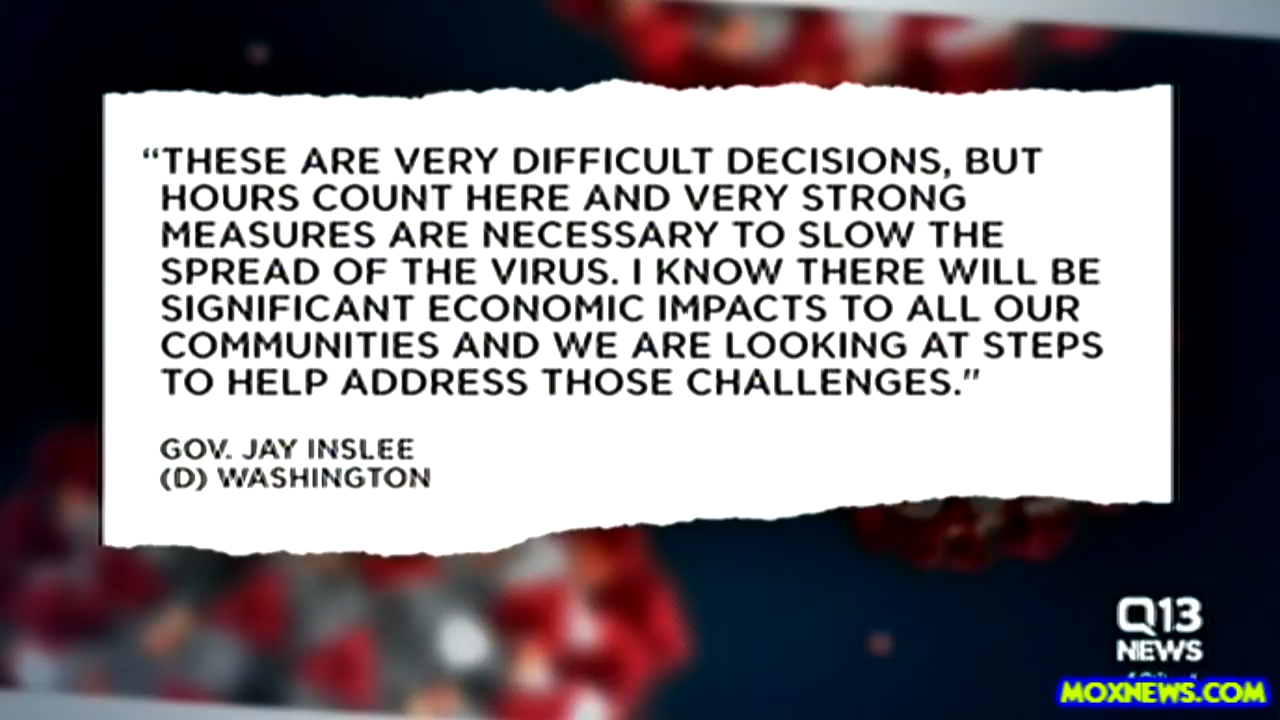 “THESE ARE VERY DIFFICULT DECISIONS, BUT
HOURS COUNT HERE AND VERY STRONG
MEASURES ARE NECESSARY TO SLOW THE
SPREAD OF THE VIRUS. I KNOW THERE WILL BE
SIGNIFICANT ECONOMIC IMPACTS TO ALL OUR
COMMUNITIES AND WE ARE LOOKING AT STEPS
TO HELP ADDRESS THOSE CHALLENGES.”
GOV. JAY INSLEE
(D) WASHINGTON
Q13
NEWS
MOXNEWS.COM